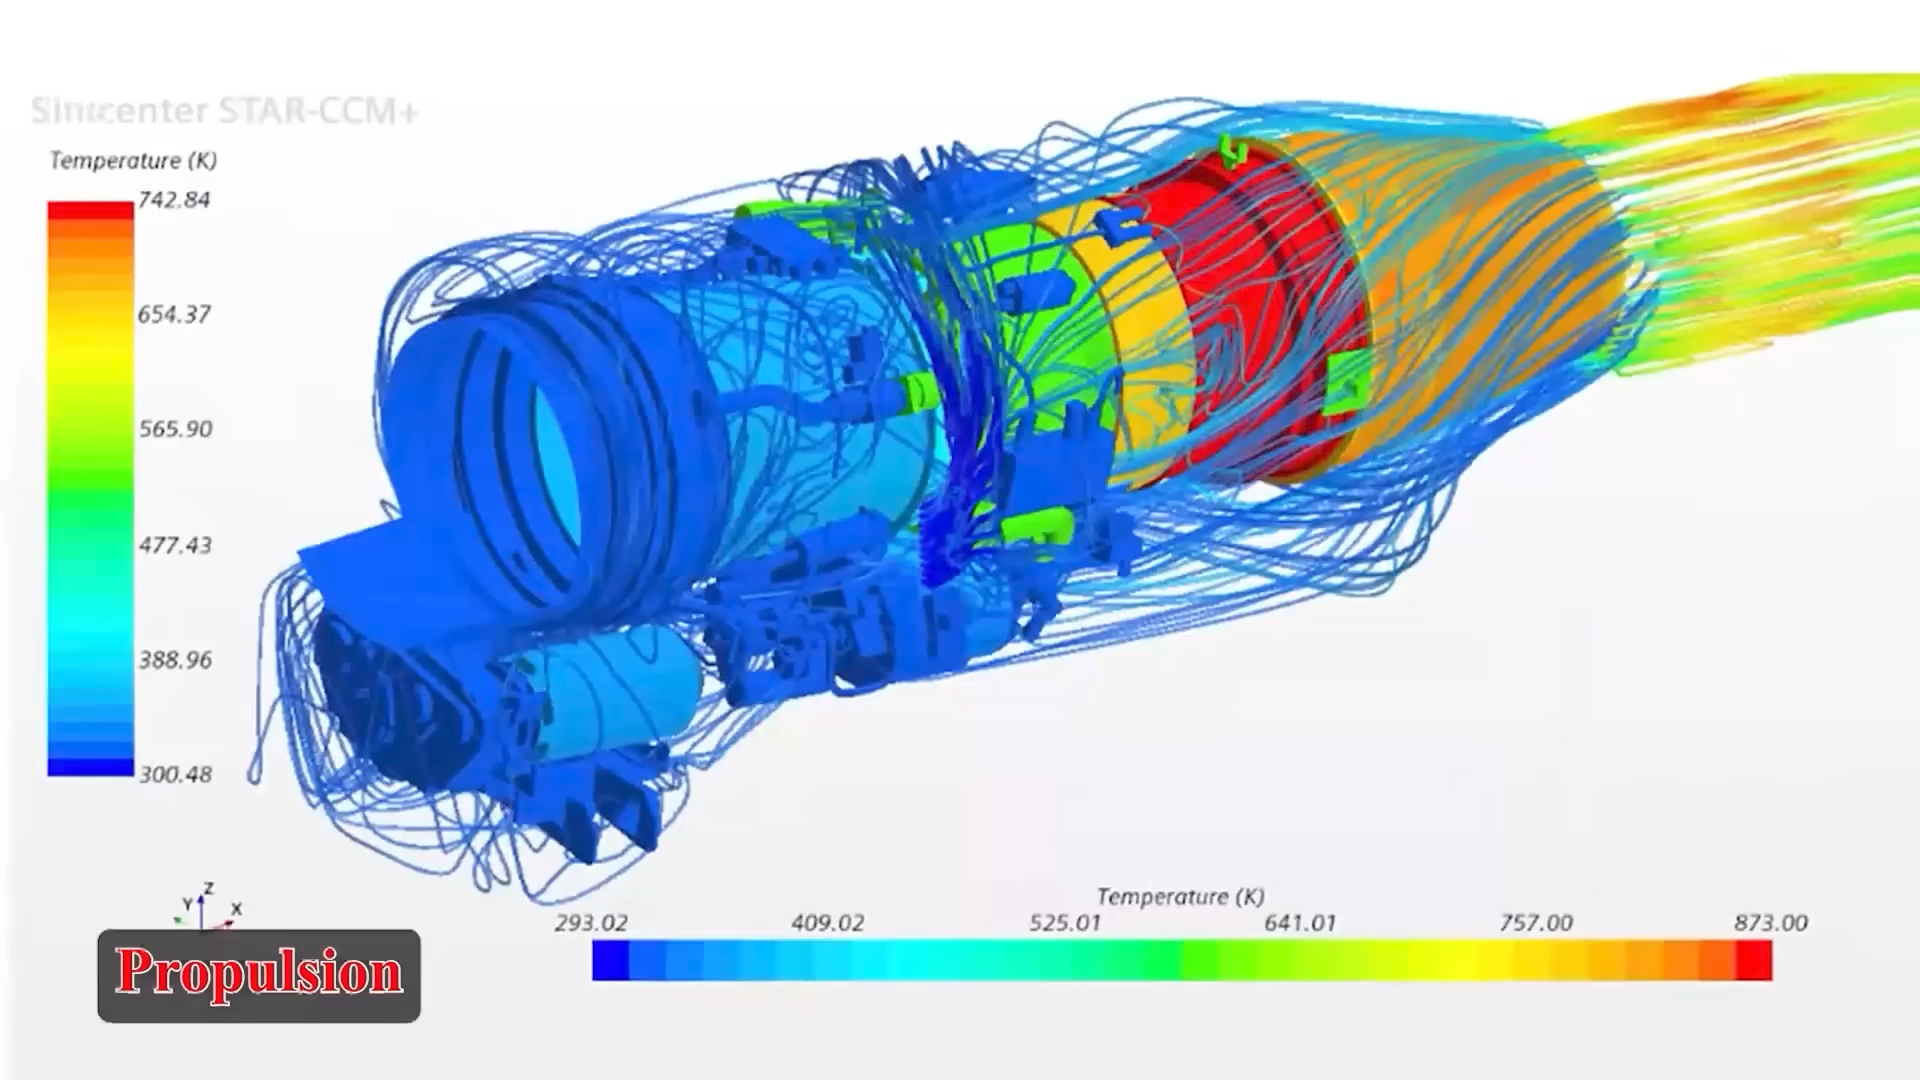 Simcenter STAR-CCM+
Temperature (K)
742.84
654.37
565.90
477.43
388.96
300.48
Z
Y
X
Propulsion
Temperature (K)
293.02 409.02 525.01 641.01 757.00 873.00